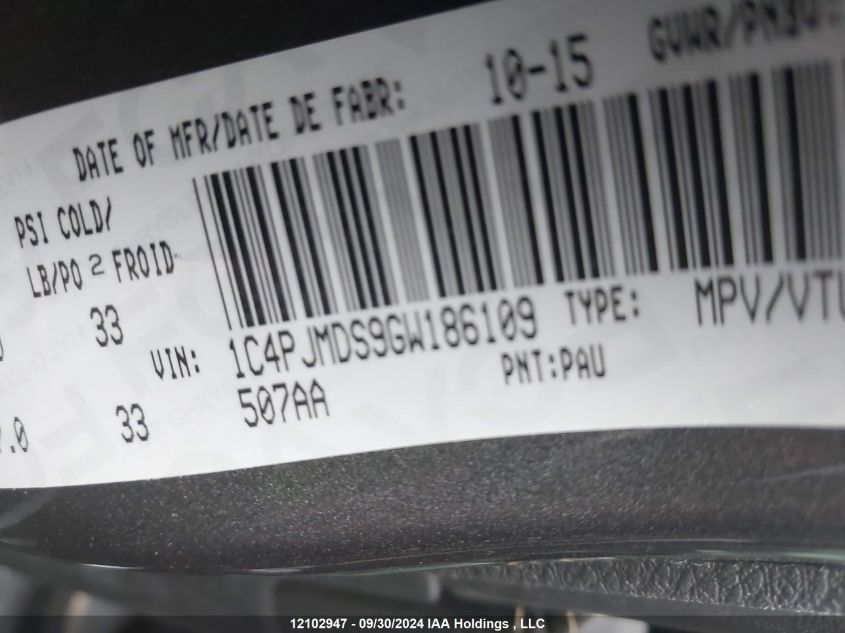 DATE OF MFR/DATE DE FABR: 10-15 GVWR/PNBV:
PSI COLD/
LB/PO 2 FROID
33
VIN: 1C4PJMDS9GW186109 TYPE: MPV/VTU
.0 33 507AA PNT:PAU
12102947 - 09/30/2024 IAA Holdings , LLC